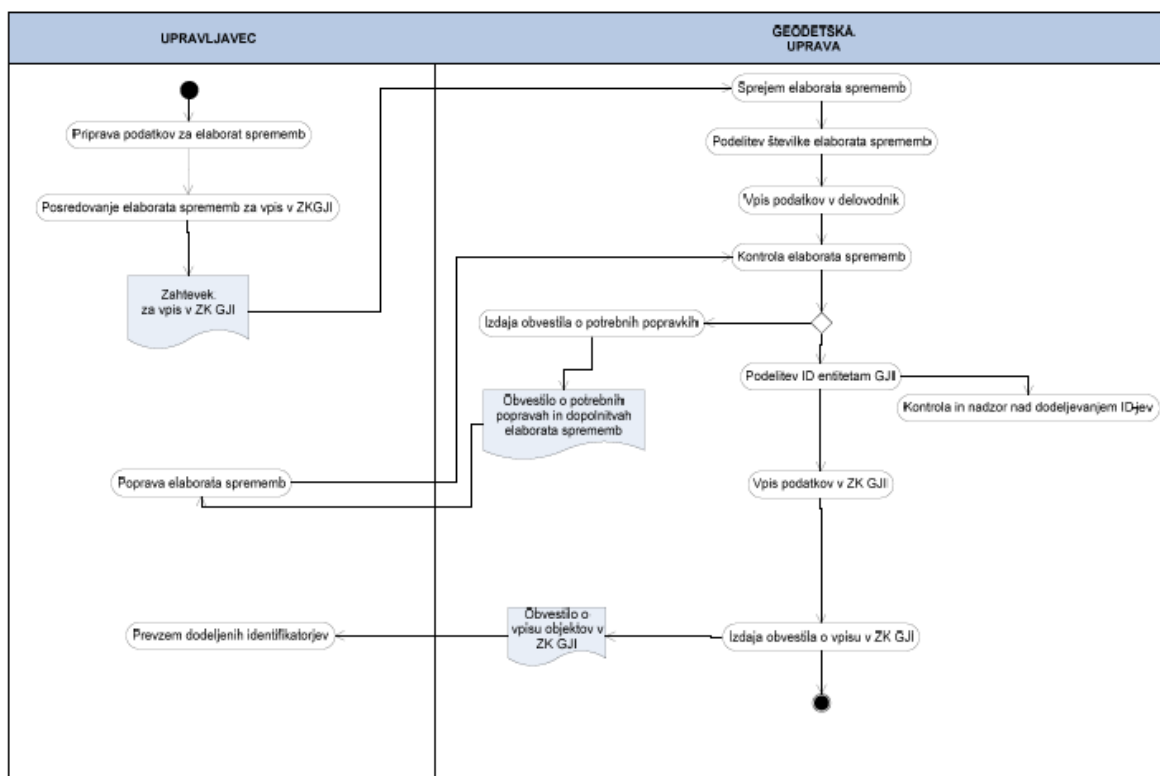 UPRAVLJAVEC
GEODETSKA.
UPRAVA
Priprava podatkov za elaborat sprememb
Posredovanje elaborata sprememb za vpis v ZKGJI
Zahtevek.
za vpis v ZK GJI
Sprejem elaborata sprememb
Podelitev številke elaborata sprememb
Vpis podatkov v delovodnik
Kontrola elaborata sprememb
Izdaja obvestila o potrebnih popravkih
Obvestilo o potrebnih
popravah in dopolnitvah
elaborata sprememb
Podelitev ID entitetam GJI
Kontrola in nadzor nad dodeljevanjem ID-jev
Poprava elaborata sprememb
Vpis podatkov v ZK GJI
Prevzem dodeljenih identifikatorjev
Obvestilo o
vpisu objektov v
ZK GJI
Izdaja obvestila o vpisu v ZK GJI